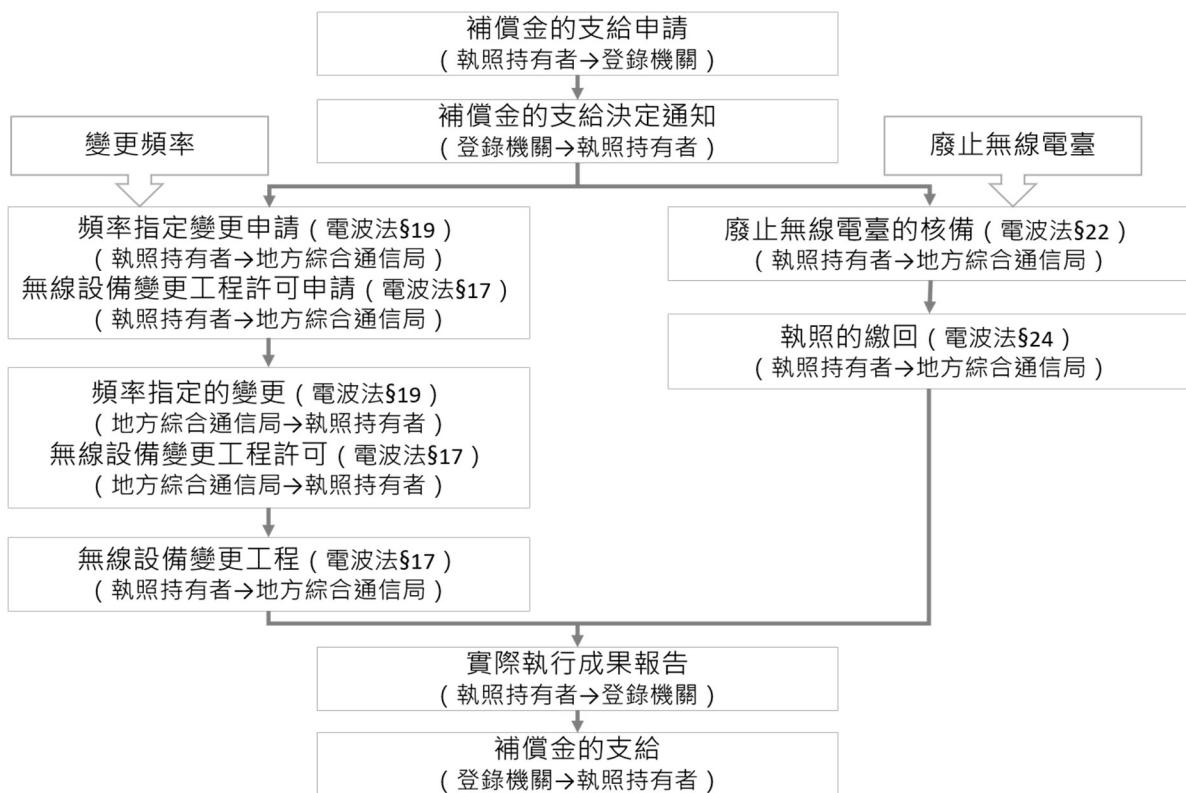 補償金的支給申請
(執照持有者→登錄機關)
補償金的支給決定通知
(登錄機關→執照持有者)
變更頻率
廢止無線電臺
頻率指定變更申請(電波法§19)
(執照持有者→地方綜合通信局)
無線設備變更工程許可申請(電波法§17)
(執照持有者→地方綜合通信局)
廢止無線電臺的核備(電波法§22)
(執照持有者→地方綜合通信局)
執照的繳回(電波法§24)
(執照持有者→地方綜合通信局)
頻率指定的變更(電波法§19)
(地方綜合通信局→執照持有者)
無線設備變更工程許可(電波法§17)
(地方綜合通信局→執照持有者)
無線設備變更工程(電波法§17)
(執照持有者→地方綜合通信局)
實際執行成果報告
(執照持有者→登錄機關)
補償金的支給
(登錄機關→執照持有者)